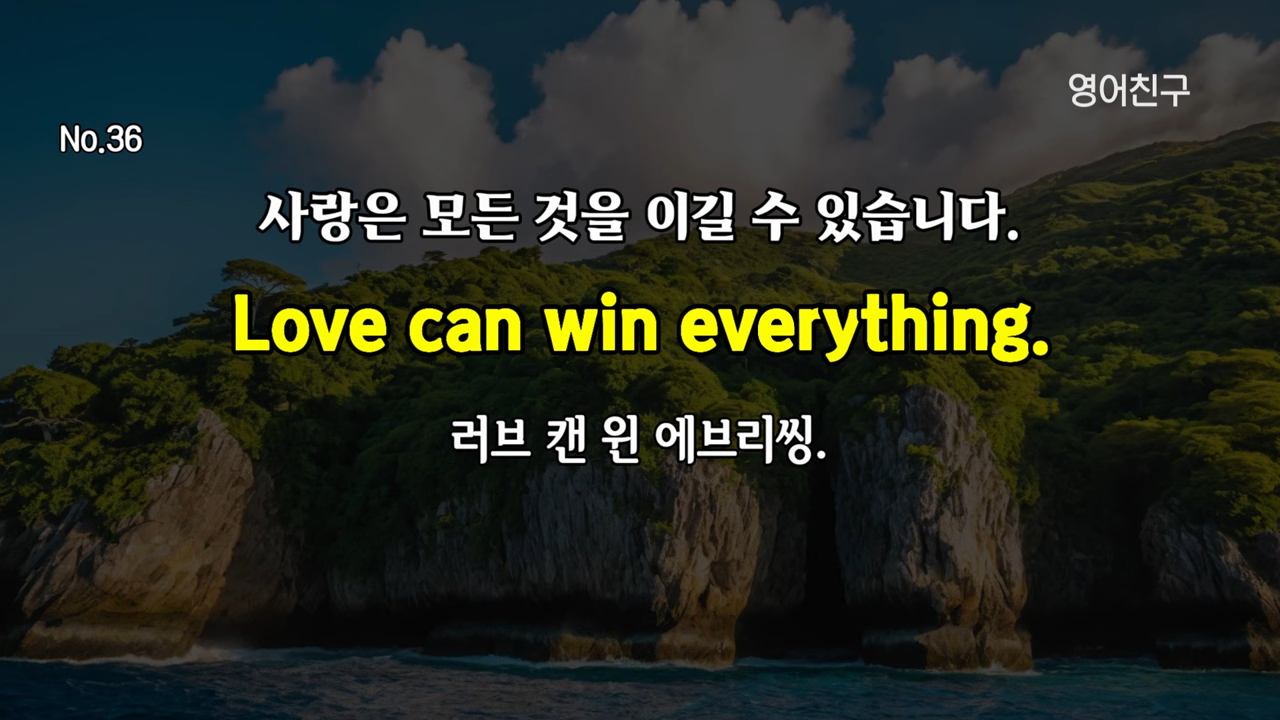 영어친구
No.36
사랑은 모든 것을 이길 수 있습니다.
Love can win everything.
러브 캔 윈 에브리씽.